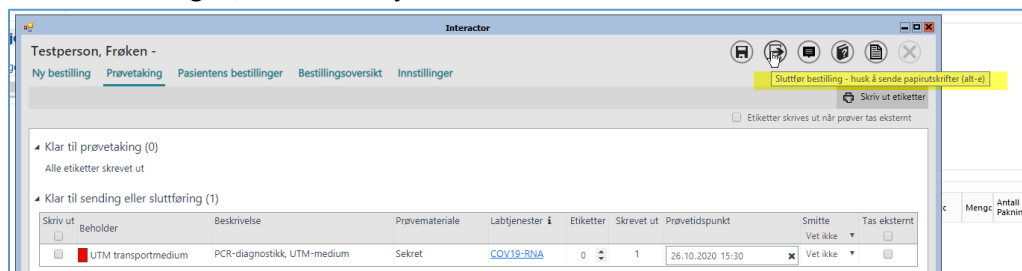 Interactor
Testperson, Frøken -
Ny bestilling Prøvetaking Pasientens bestillinger Bestillingsoversikt Innstillinger
Sluttfør bestilling - husk å sende papirutskrifter (alt-e)
Skriv ut etiketter
Etiketter skrives ut når prøver tas eksternt
Klar til prøvetaking (0)
Alle etiketter skrevet ut
Klar til sending eller sluttføring (1)
Skriv ut Beholder Beskrivelse Prøvemateriale Labtjenester i Etiketter Skrevet ut Prøvetidspunkt Smitte Tas eksternt
Vet ikke
UTM transportmedium PCR-diagnostikk, UTM-medium Sekret COV19-RNA 0 1 26.10.2020 15:30 Vet ikke
Antall
Mengd